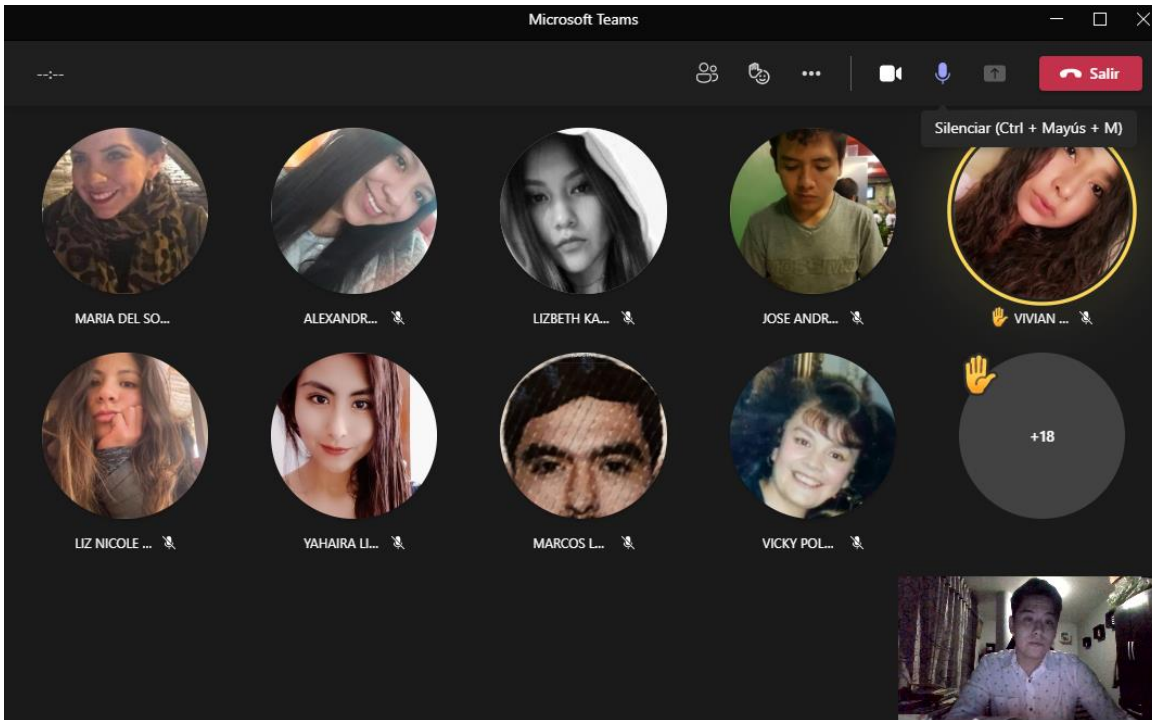 Microsoft Teams
--:--
Salir
Silenciar (Ctrl + Mayús + M)
MARIA DEL SO...
ALEXANDR...
LIZBETH KA...
JOSE ANDR...
VIVIAN ...
LIZ NICOLE ...
YAHAIRA LI...
MARCOS L...
VICKY POL...
+18